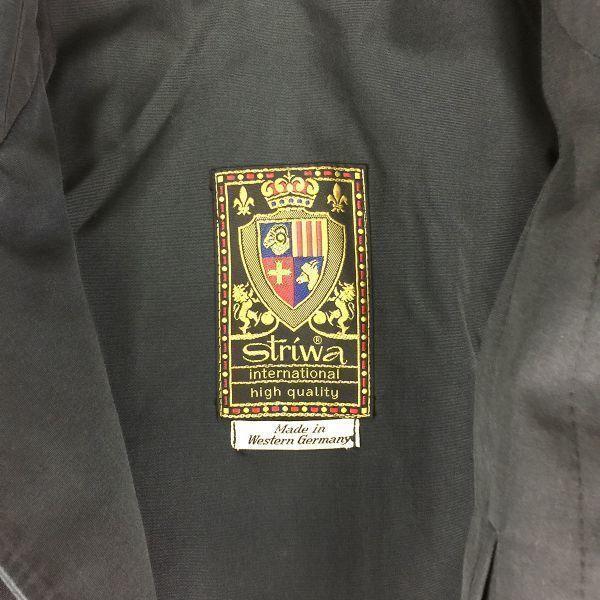 striwa®
international
high quality
Made in
Western Germany